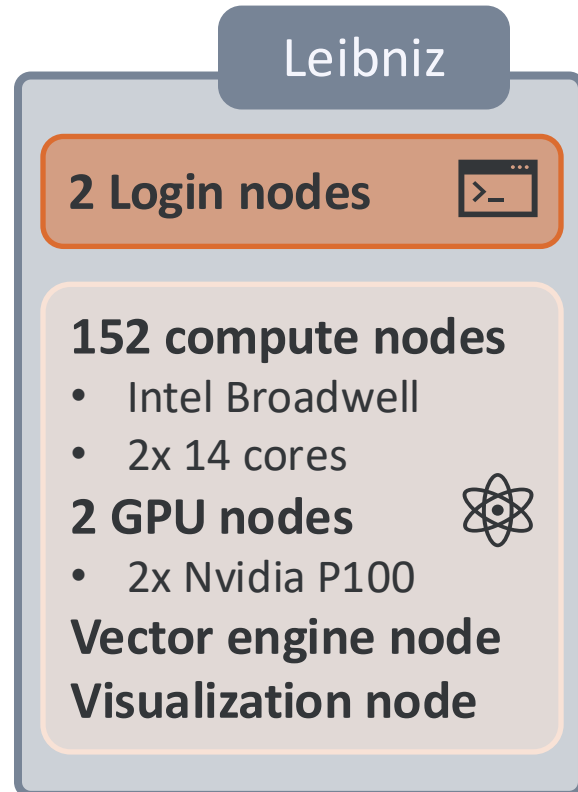 Leibniz
2 Login nodes
>_
152 compute nodes
• Intel Broadwell
• 2x 14 cores
2 GPU nodes
• 2x Nvidia P100
Vector engine node
Visualization node